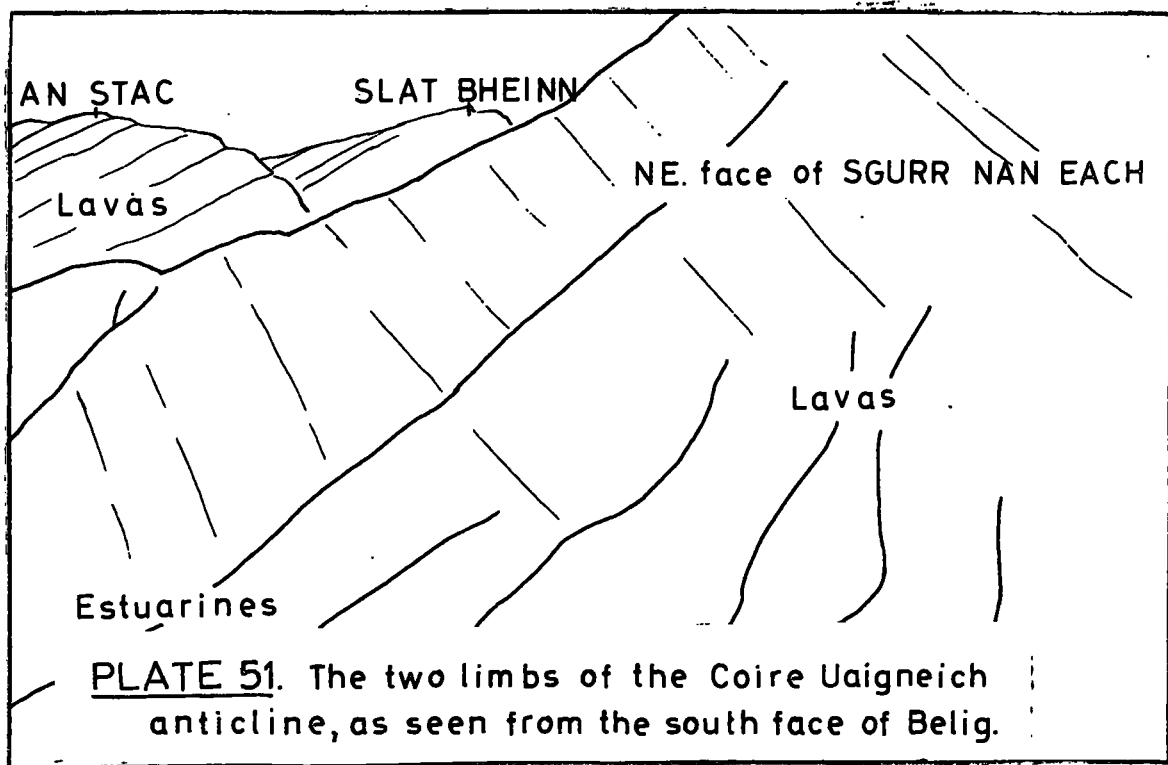 AN STAC
SLAT BHEINN
Lavas
NE. face of SGURR NAN EACH
Lavas
Estuarines
PLATE 51. The two limbs of the Coire Uaigneich
anticline, as seen from the south face of Belig.